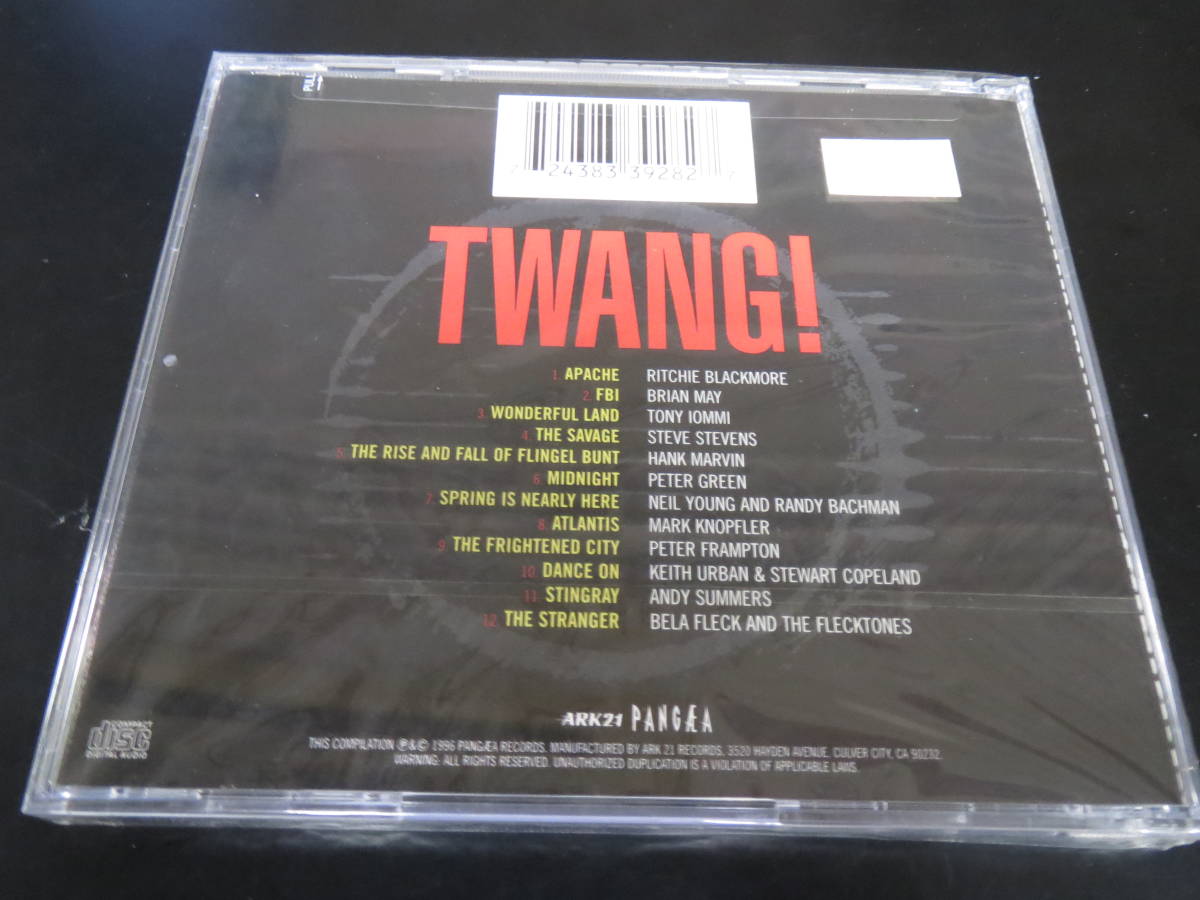 PULL
7 24383 39282 7
TWANG!
1. APACHE RITCHIE BLACKMORE
2. FBI BRIAN MAY
3. WONDERFUL LAND TONY IOMMI
4. THE SAVAGE STEVE STEVENS
5. THE RISE AND FALL OF FLINGEL BUNT HANK MARVIN
6. MIDNIGHT PETER GREEN
7. SPRING IS NEARLY HERE NEIL YOUNG AND RANDY BACHMAN
8. ATLANTIS MARK KNOPFLER
9. THE FRIGHTENED CITY PETER FRAMPTON
10. DANCE ON KEITH URBAN & STEWART COPELAND
11. STINGRAY ANDY SUMMERS
12. THE STRANGER BELA FLECK AND THE FLECKTONES
ARK21 PANGÆA
COMPACT
disc
DIGITAL AUDIO
THIS COMPILATION ℗&© 1996 PANGÆA RECORDS. MANUFACTURED BY ARK 21 RECORDS, 3520 HAYDEN AVENUE, CULVER CITY, CA 90232.
WARNING: ALL RIGHTS RESERVED. UNAUTHORIZED DUPLICATION IS A VIOLATION OF APPLICABLE LAWS.